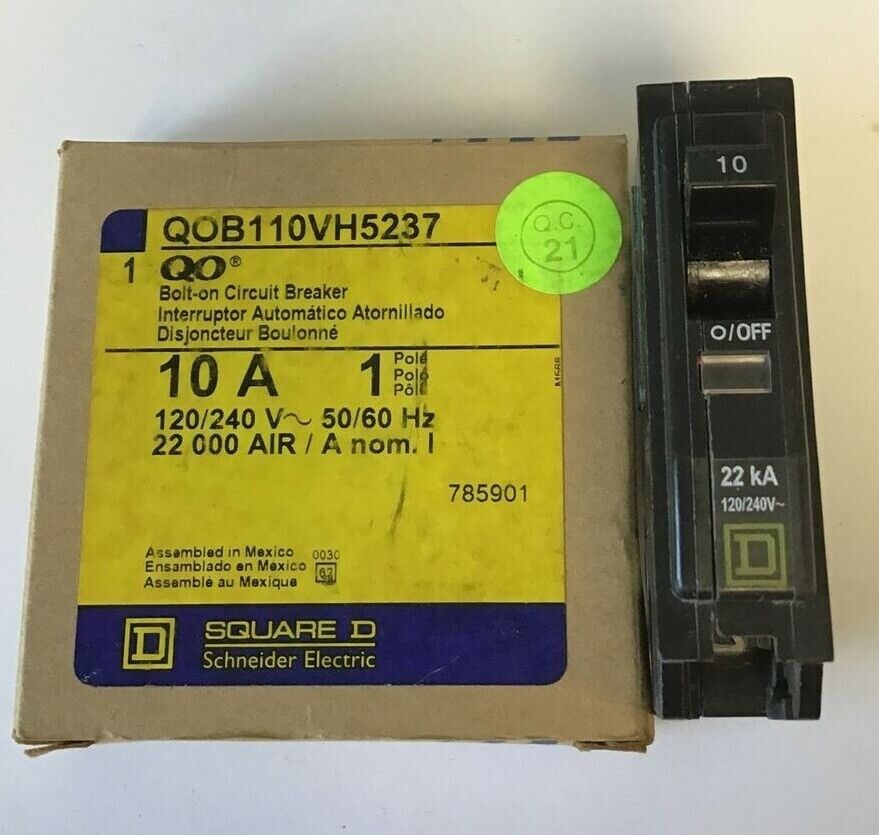 QOB110VH5237
1 QO®
Bolt-on Circuit Breaker
Interruptor Automático Atornillado
Disjoncteur Boulonné
10 A 1 Pole
Polo
Pôle
120/240 V~ 50/60 Hz
22 000 AIR / A nom. I
785901
Assembled in Mexico 0030
Ensamblado en México 62
Assemblé au Mexique
D SQUARE D
Schneider Electric
Q.C.
21
10
O/OFF
22 kA
120/240V~
D